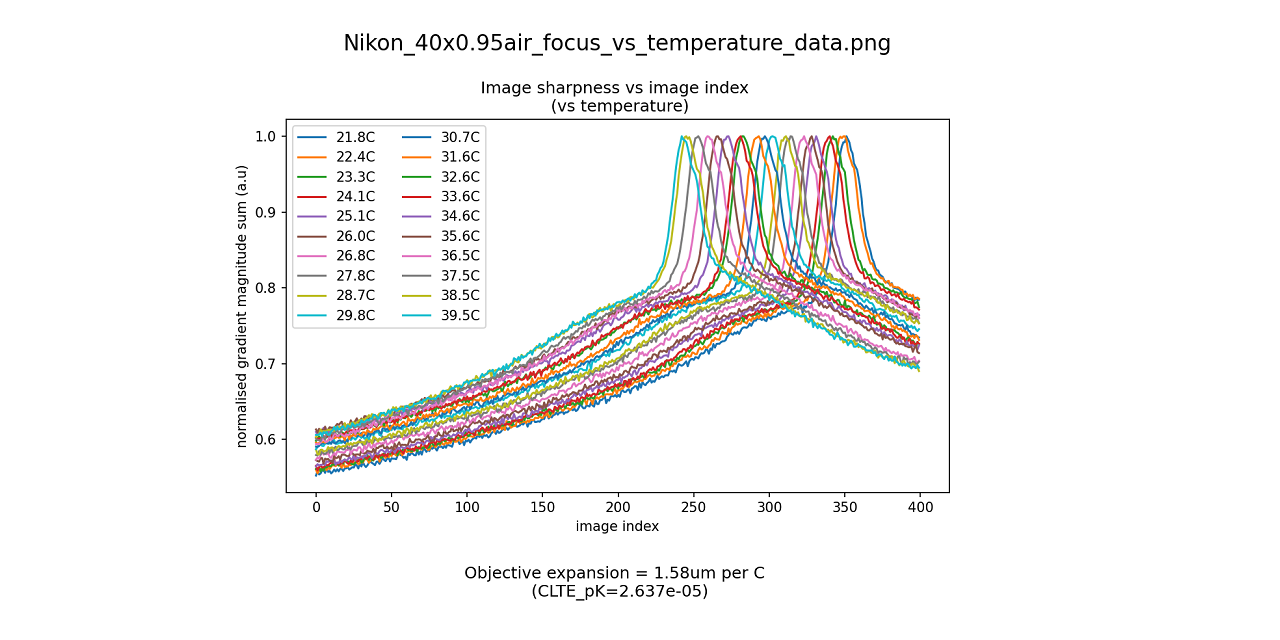 Nikon_40x0.95air_focus_vs_temperature_data.png
Image sharpness vs image index
(vs temperature)
normalised gradient magnitude sum (a.u)
1.0
0.9
0.8
0.7
0.6
21.8C 30.7C
22.4C 31.6C
23.3C 32.6C
24.1C 33.6C
25.1C 34.6C
26.0C 35.6C
26.8C 36.5C
27.8C 37.5C
28.7C 38.5C
29.8C 39.5C
0 50 100 150 200 250 300 350 400
image index
Objective expansion = 1.58um per C
(CLTE_pK=2.637e-05)